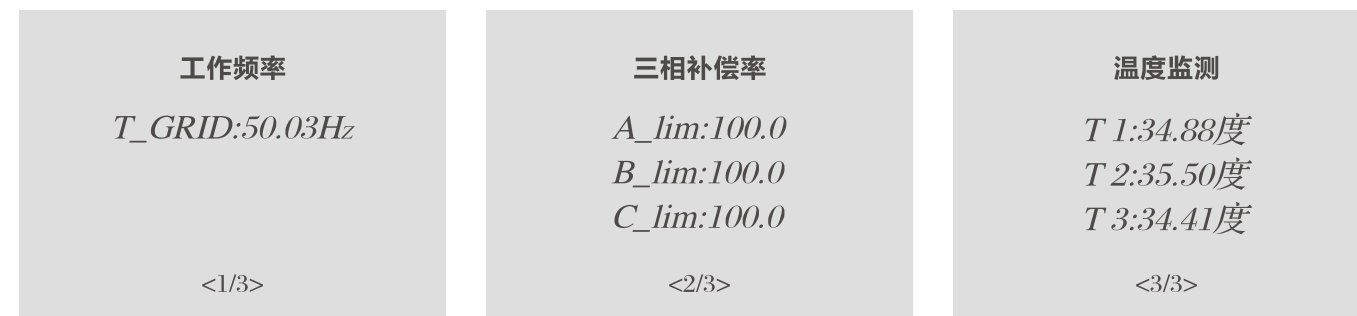 工作频率
T_GRID:50.03Hz
<1/3>
三相补偿率
A_lim:100.0
B_lim:100.0
C_lim:100.0
<2/3>
温度监测
T 1:34.88度
T 2:35.50度
T 3:34.41度
<3/3>